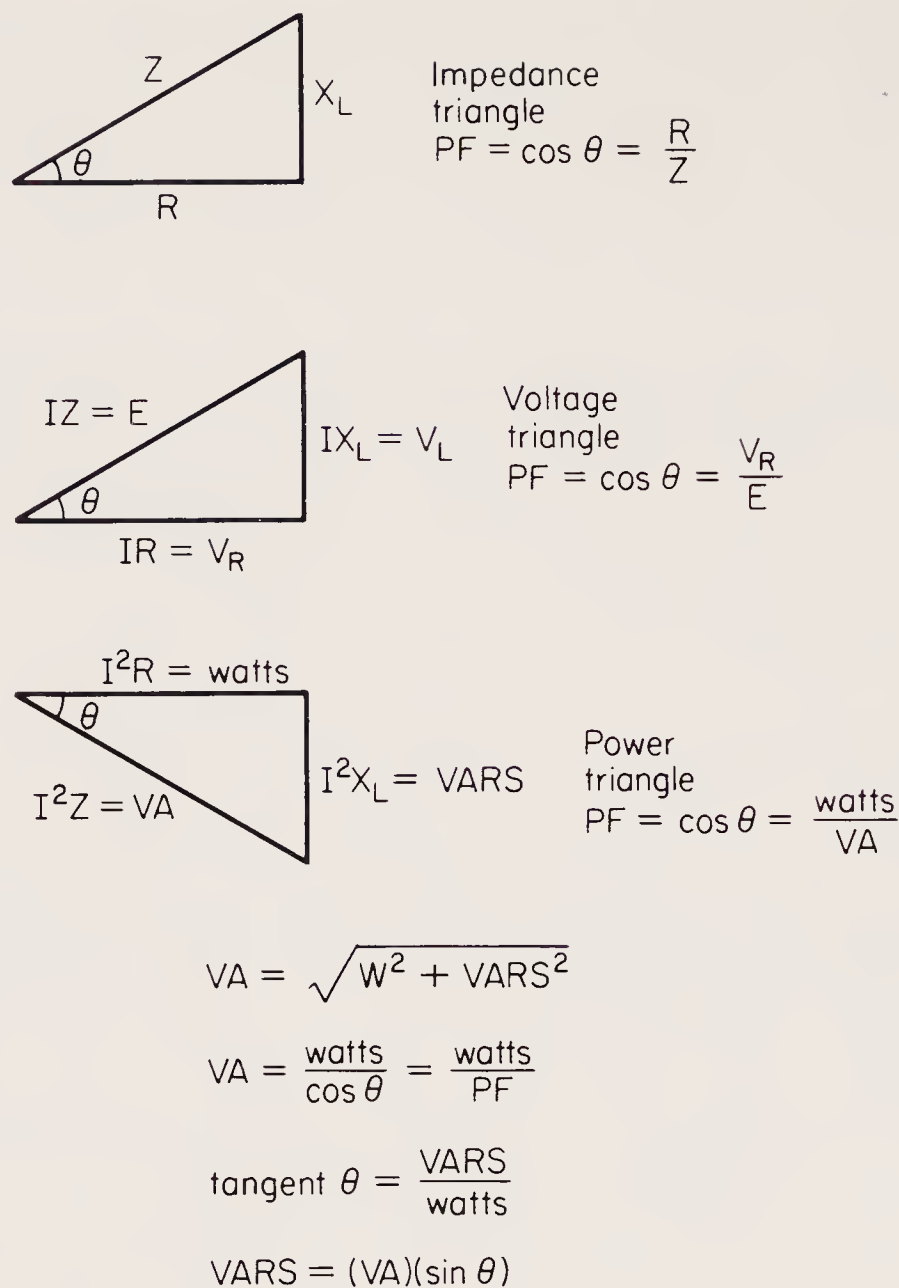 Z
X_L
θ
R
Impedance
triangle
PF = cos θ = R/Z
IZ = E
IX_L = V_L
θ
IR = V_R
Voltage
triangle
PF = cos θ = V_R/E
I²R = watts
θ
I²X_L = VARS
I²Z = VA
Power
triangle
PF = cos θ = watts/VA
VA = √(W² + VARS²)
VA = watts/cos θ = watts/PF
tangent θ = VARS/watts
VARS = (VA)(sin θ)